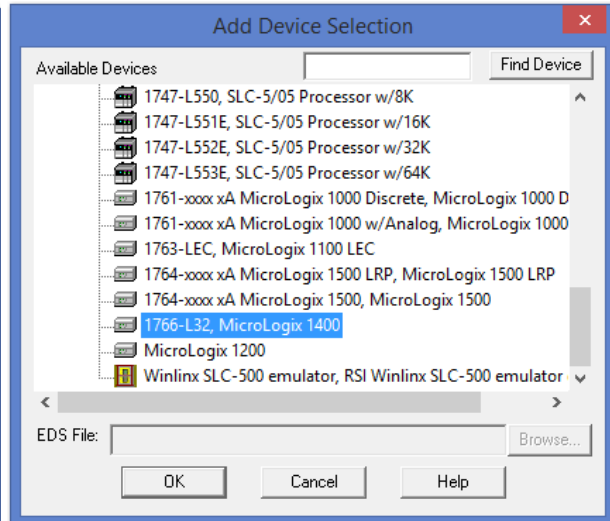 Add Device Selection
Available Devices
Find Device
1747-L550, SLC-5/05 Processor w/8K
1747-L551E, SLC-5/05 Processor w/16K
1747-L552E, SLC-5/05 Processor w/32K
1747-L553E, SLC-5/05 Processor w/64K
1761-xxxx xA MicroLogix 1000 Discrete, MicroLogix 1000 D
1761-xxxx xA MicroLogix 1000 w/Analog, MicroLogix 1000
1763-LEC, MicroLogix 1100 LEC
1764-xxxx xA MicroLogix 1500 LRP, MicroLogix 1500 LRP
1764-xxxx xA MicroLogix 1500, MicroLogix 1500
1766-L32, MicroLogix 1400
MicroLogix 1200
Winlinx SLC-500 emulator, RSI Winlinx SLC-500 emulator
EDS File:
Browse...
OK
Cancel
Help